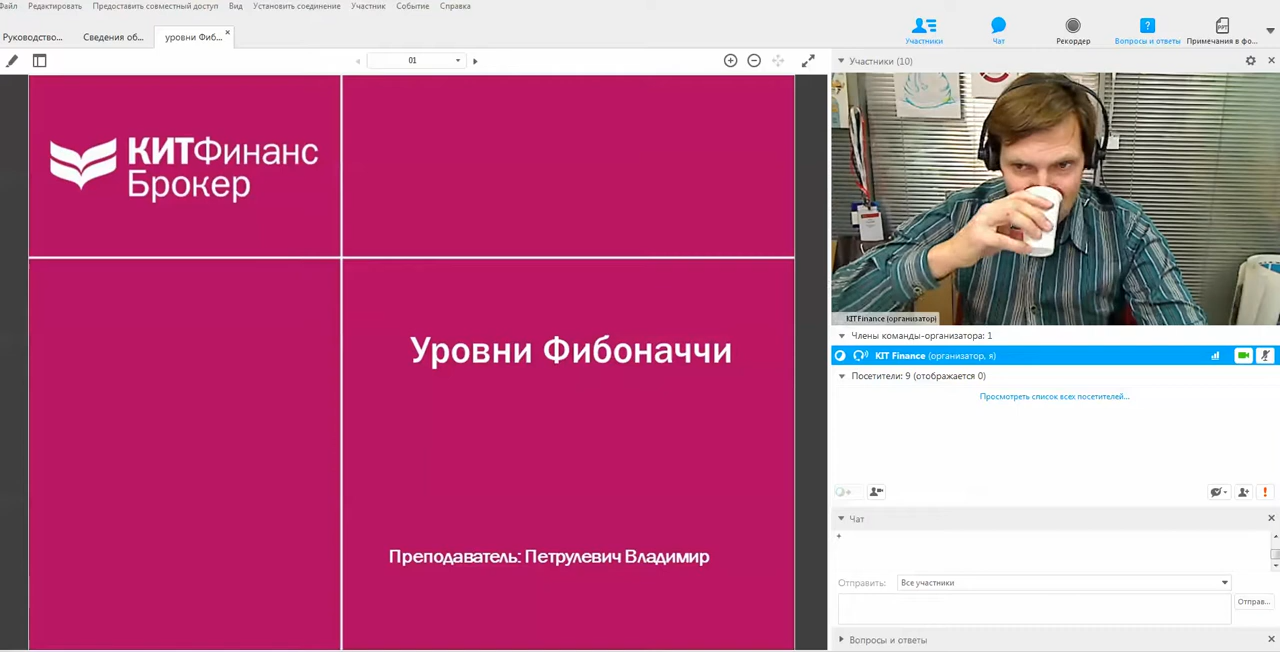 Файл Редактировать Предоставить совместный доступ Вид Установить соединение Участник Событие Справка
Руководство... Сведения об... уровни Фиб...
Участники Чат Рекордер Вопросы и ответы Примечания в фо...
01
Участники (10)
КИТФинанс
Брокер
KIT Finance (организатор)
Члены команды-организатора: 1
KIT Finance (организатор, я)
Посетители: 9 (отображается 0)
Просмотреть список всех посетителей...
Уровни Фибоначчи
Преподаватель: Петрулевич Владимир
Чат
+
Отправить: Все участники
Отправ...
Вопросы и ответы